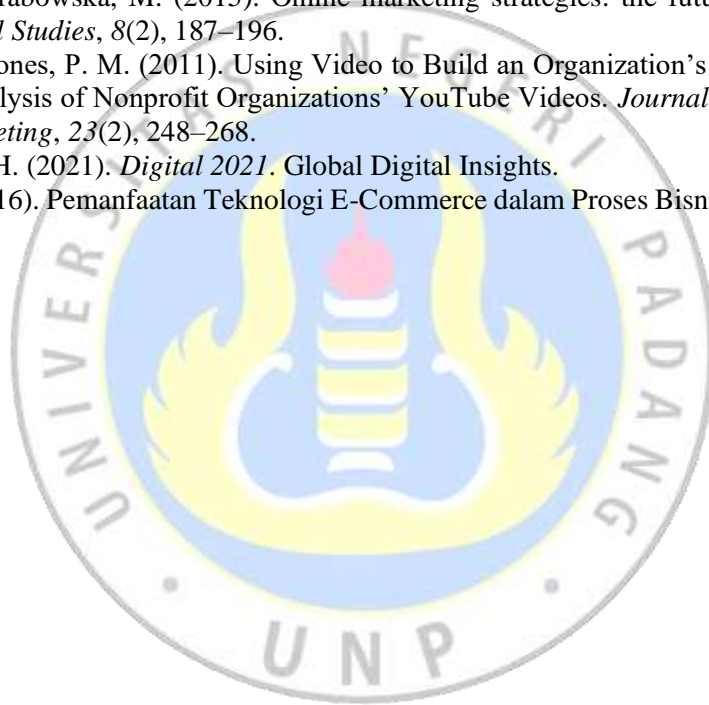 M. (2015). Online marketing strategies: the
l Studies, 8(2), 187–196.
ones, P. M. (2011). Using Video to Build an Organization’s
lysis of Nonprofit Organizations’ YouTube Videos. Journal
eting, 23(2), 248–268.
H. (2021). Digital 2021. Global Digital Insights.
16). Pemanfaatan Teknologi E-Commerce dalam Proses Bisn
UNIVERSITAS NEGERI PADANG
UNP